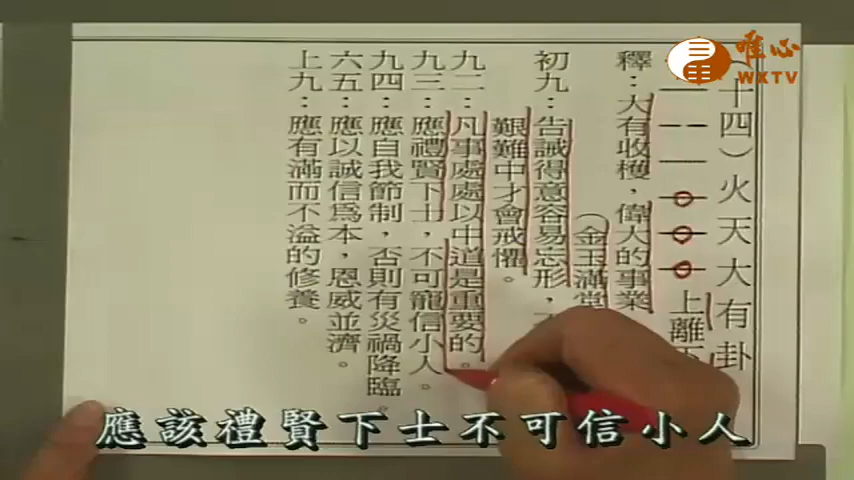 唯心
WXTV
(十四)火天大有卦
上離
釋：大有收穫，偉大的事業
(金玉滿堂
初九：告誡得意容易忘形，
艱難中才會戒懼。
九二：凡事處處以中道是重要的。
九三：應禮賢下士，不可寵信小人。
九四：應自我節制，否則有災禍降臨。
六五：應以誠信為本，恩威並濟。
上九：應有滿而不溢的修養。
應該禮賢下士不可信小人